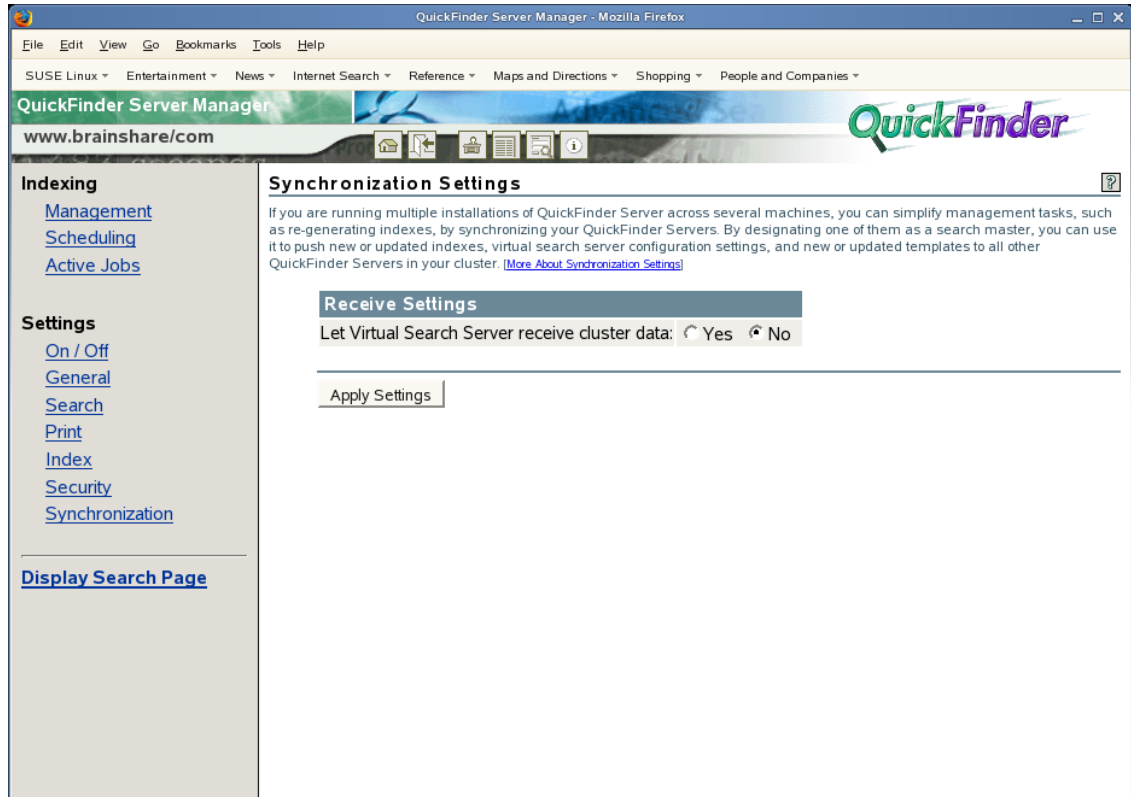 QuickFinder Server Manager - Mozilla Firefox
File Edit View Go Bookmarks Tools Help
SUSE Linux Entertainment News Internet Search Reference Maps and Directions Shopping People and Companies
QuickFinder Server Manager
www.brainshare/com
QuickFinder
Indexing
Management
Scheduling
Active Jobs
Settings
On / Off
General
Search
Print
Index
Security
Synchronization
Display Search Page
Synchronization Settings
?
If you are running multiple installations of QuickFinder Server across several machines, you can simplify management tasks, such
as re-generating indexes, by synchronizing your QuickFinder Servers. By designating one of them as a search master, you can use
it to push new or updated indexes, virtual search server configuration settings, and new or updated templates to all other
QuickFinder Servers in your cluster. [More About Synchronization Settings]
Receive Settings
Let Virtual Search Server receive cluster data: Yes No
Apply Settings